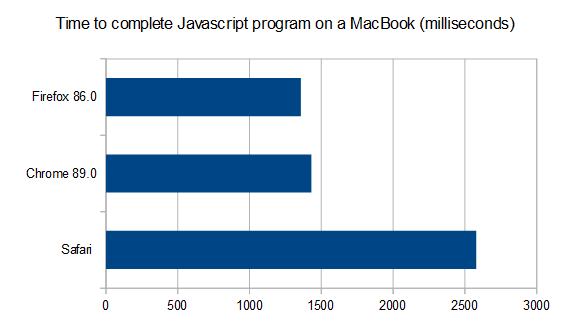 Time to complete Javascript program on a MacBook (milliseconds)
Firefox 86.0
Chrome 89.0
Safari
0 500 1000 1500 2000 2500 3000